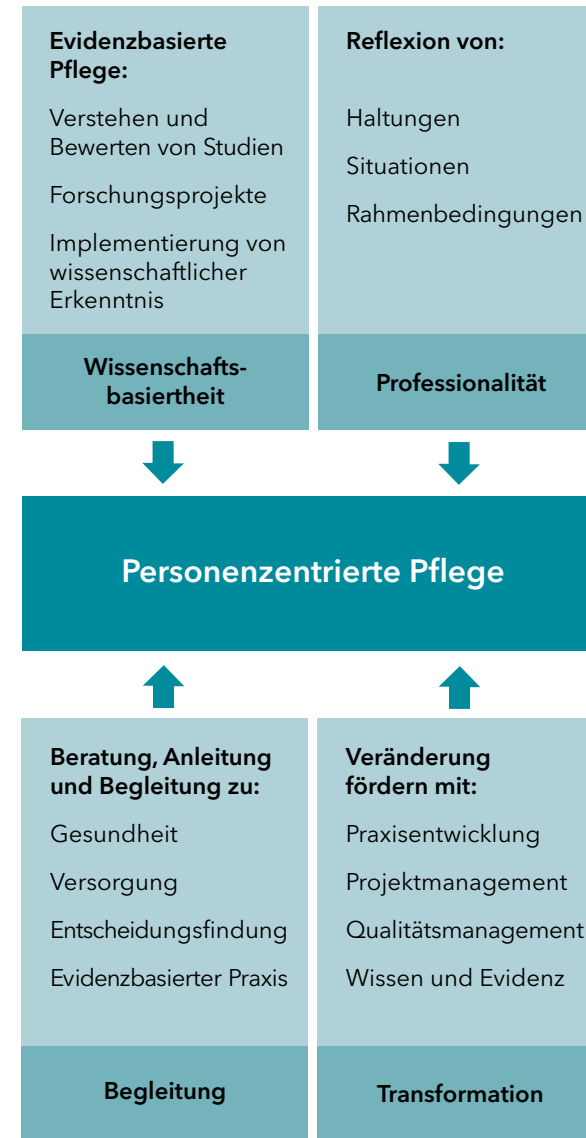 Evidenzbasierte
Pflege:
Verstehen und
Bewerten von Studien
Forschungsprojekte
Implementierung von
wissenschaftlicher
Erkenntnis
Wissenschafts-
basiertheit
Reflexion von:
Haltungen
Situationen
Rahmenbedingungen
Professionalität
Personenzentrierte Pflege
Beratung, Anleitung
und Begleitung zu:
Gesundheit
Versorgung
Entscheidungsfindung
Evidenzbasierter Praxis
Begleitung
Veränderung
fördern mit:
Praxisentwicklung
Projektmanagement
Qualitätsmanagement
Wissen und Evidenz
Transformation